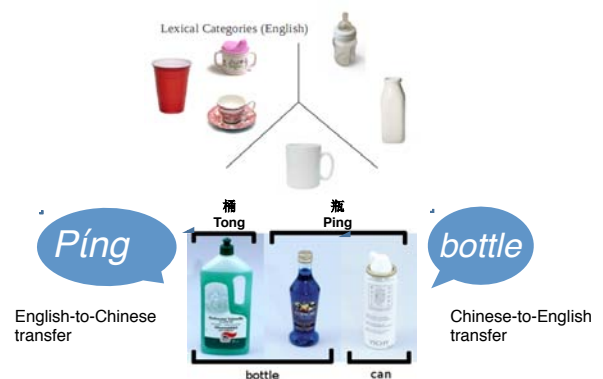 Lexical Categories (English)
桶
Tong
瓶
Ping
Píng
bottle
English-to-Chinese
transfer
Chinese-to-English
transfer
VICHY
bottle
can